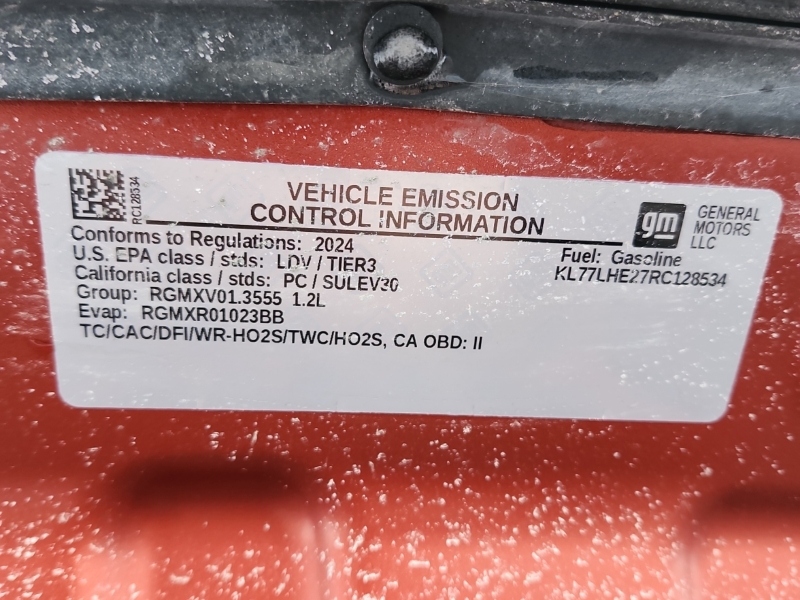 RC128534
VEHICLE EMISSION
CONTROL INFORMATION
gm
GENERAL
MOTORS
LLC
Conforms to Regulations: 2024
U.S. EPA class / stds: LDV / TIER3
California class / stds: PC / SULEV30
Group: RGMXV01.3555 1.2L
Evap: RGMXR01023BB
TC/CAC/DFI/WR-HO2S/TWC/HO2S, CA OBD: II
Fuel: Gasoline
KL77LHE27RC128534